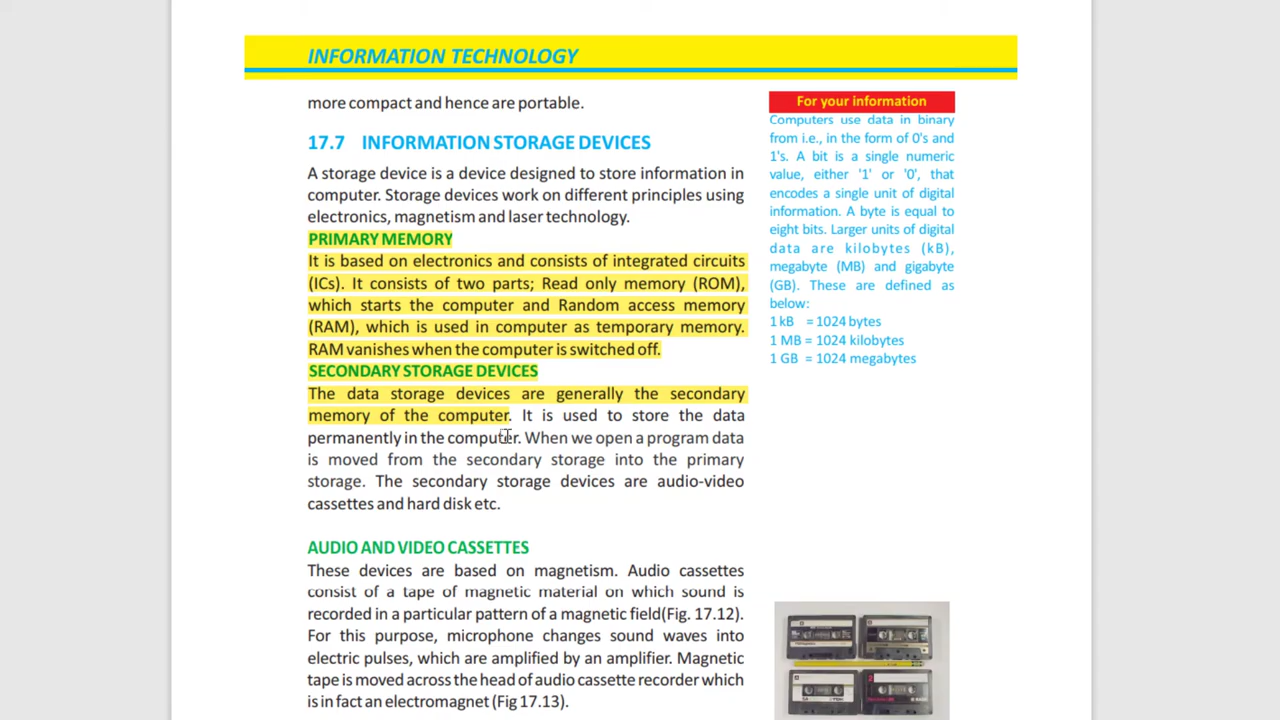 INFORMATION TECHNOLOGY
more compact and hence are portable.
17.7 INFORMATION STORAGE DEVICES
A storage device is a device designed to store information in
computer. Storage devices work on different principles using
electronics, magnetism and laser technology.
PRIMARY MEMORY
It is based on electronics and consists of integrated circuits
(ICs). It consists of two parts; Read only memory (ROM),
which starts the computer and Random access memory
(RAM), which is used in computer as temporary memory.
RAM vanishes when the computer is switched off.
SECONDARY STORAGE DEVICES
The data storage devices are generally the secondary
memory of the computer. It is used to store the data
permanently in the computer. When we open a program data
is moved from the secondary storage into the primary
storage. The secondary storage devices are audio-video
cassettes and hard disk etc.
AUDIO AND VIDEO CASSETTES
These devices are based on magnetism. Audio cassettes
consist of a tape of magnetic material on which sound is
recorded in a particular pattern of a magnetic field(Fig. 17.12).
For this purpose, microphone changes sound waves into
electric pulses, which are amplified by an amplifier. Magnetic
tape is moved across the head of audio cassette recorder which
is in fact an electromagnet (Fig 17.13).
For your information
Computers use data in binary
from i.e., in the form of 0's and
1's. A bit is a single numeric
value, either '1' or '0', that
encodes a single unit of digital
information. A byte is equal to
eight bits. Larger units of digital
data are kilobytes (kB),
megabyte (MB) and gigabyte
(GB). These are defined as
below:
1 kB = 1024 bytes
1 MB = 1024 kilobytes
1 GB = 1024 megabytes